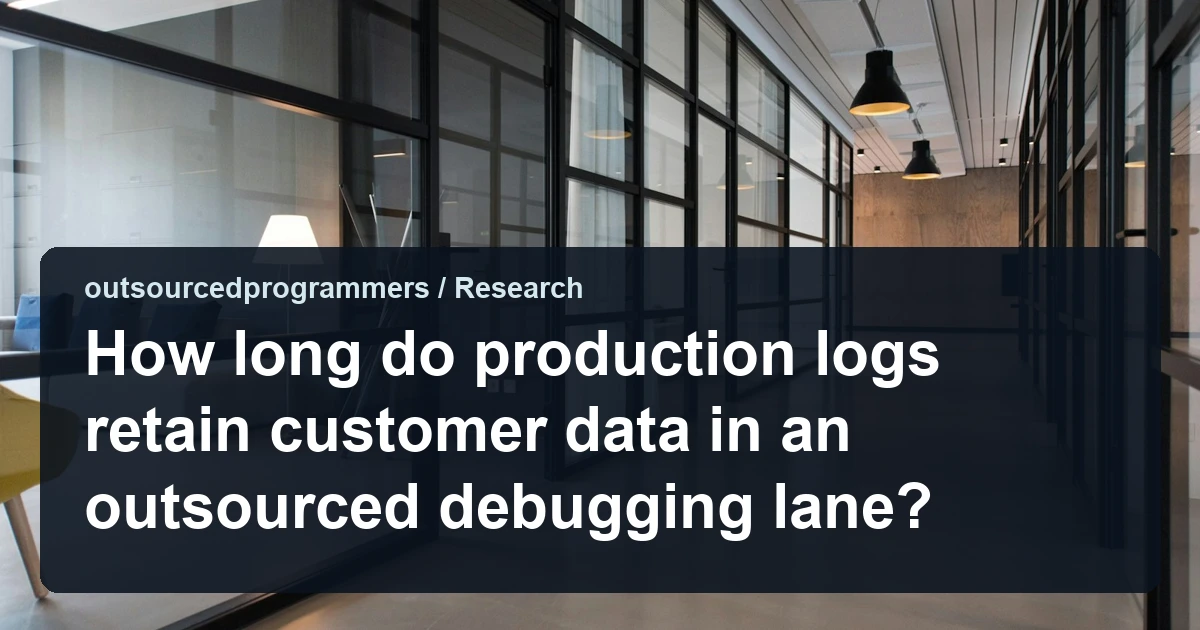 outsourcedprogrammers / Research
How long do production logs
retain customer data in an
outsourced debugging lane?